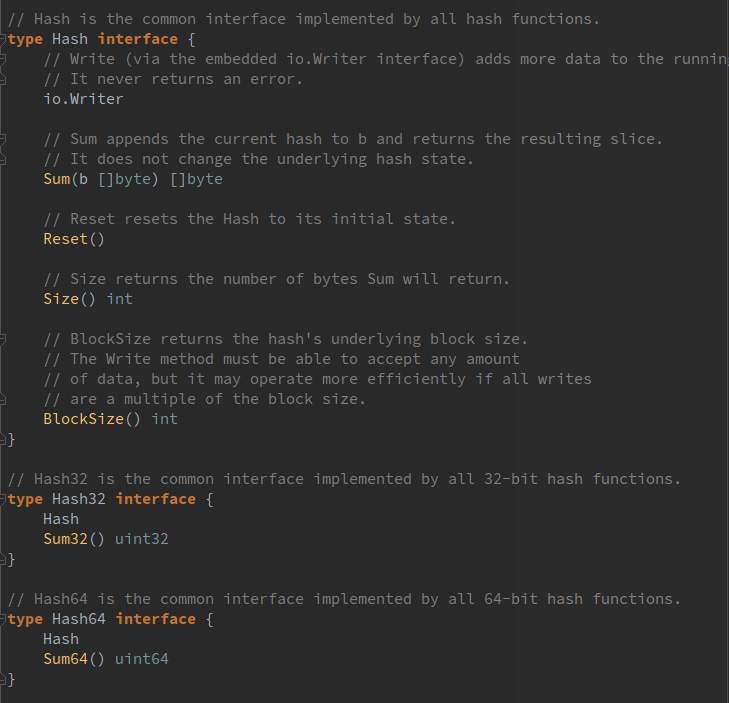 // Hash is the common interface implemented by all hash functions.
type Hash interface {
// Write (via the embedded io.Writer interface) adds more data to the runnin
// It never returns an error.
io.Writer
// Sum appends the current hash to b and returns the resulting slice.
// It does not change the underlying hash state.
Sum(b []byte) []byte
// Reset resets the Hash to its initial state.
Reset()
// Size returns the number of bytes Sum will return.
Size() int
// BlockSize returns the hash's underlying block size.
// The Write method must be able to accept any amount
// of data, but it may operate more efficiently if all writes
// are a multiple of the block size.
BlockSize() int
}
// Hash32 is the common interface implemented by all 32-bit hash functions.
type Hash32 interface {
Hash
Sum32() uint32
}
// Hash64 is the common interface implemented by all 64-bit hash functions.
type Hash64 interface {
Hash
Sum64() uint64
}